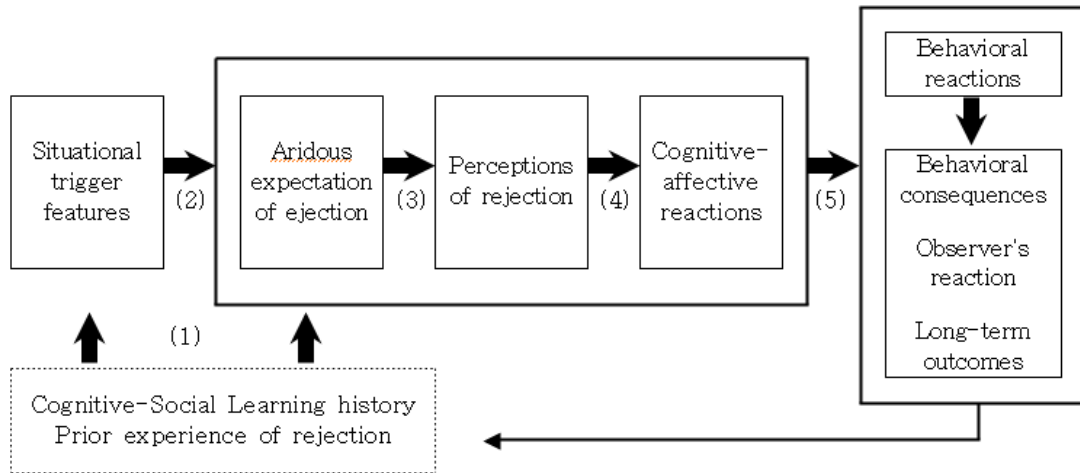 Situational
trigger
features
(2)
Aridous
expectation
of ejection
(3)
Perceptions
of rejection
(4)
Cognitive-
affective
reactions
(5)
Behavioral
reactions
Behavioral
consequences
Observer's
reaction
Long-term
outcomes
(1)
Cognitive-Social Learning history
Prior experience of rejection